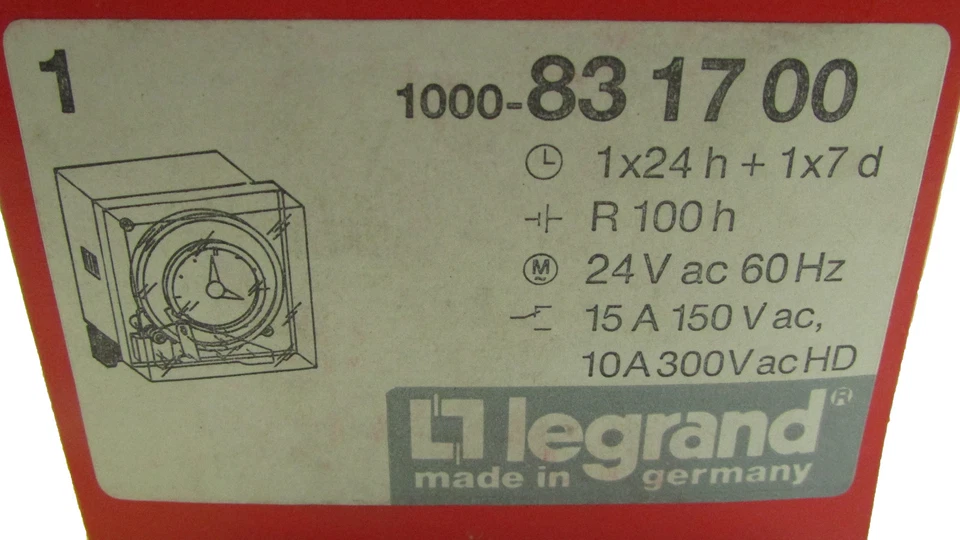 1
1000-83 17 00
1x24 h + 1x7 d
R 100 h
M 24 V ac 60 Hz
15 A 150 V ac,
10A 300V ac HD
legrand®
made in germany